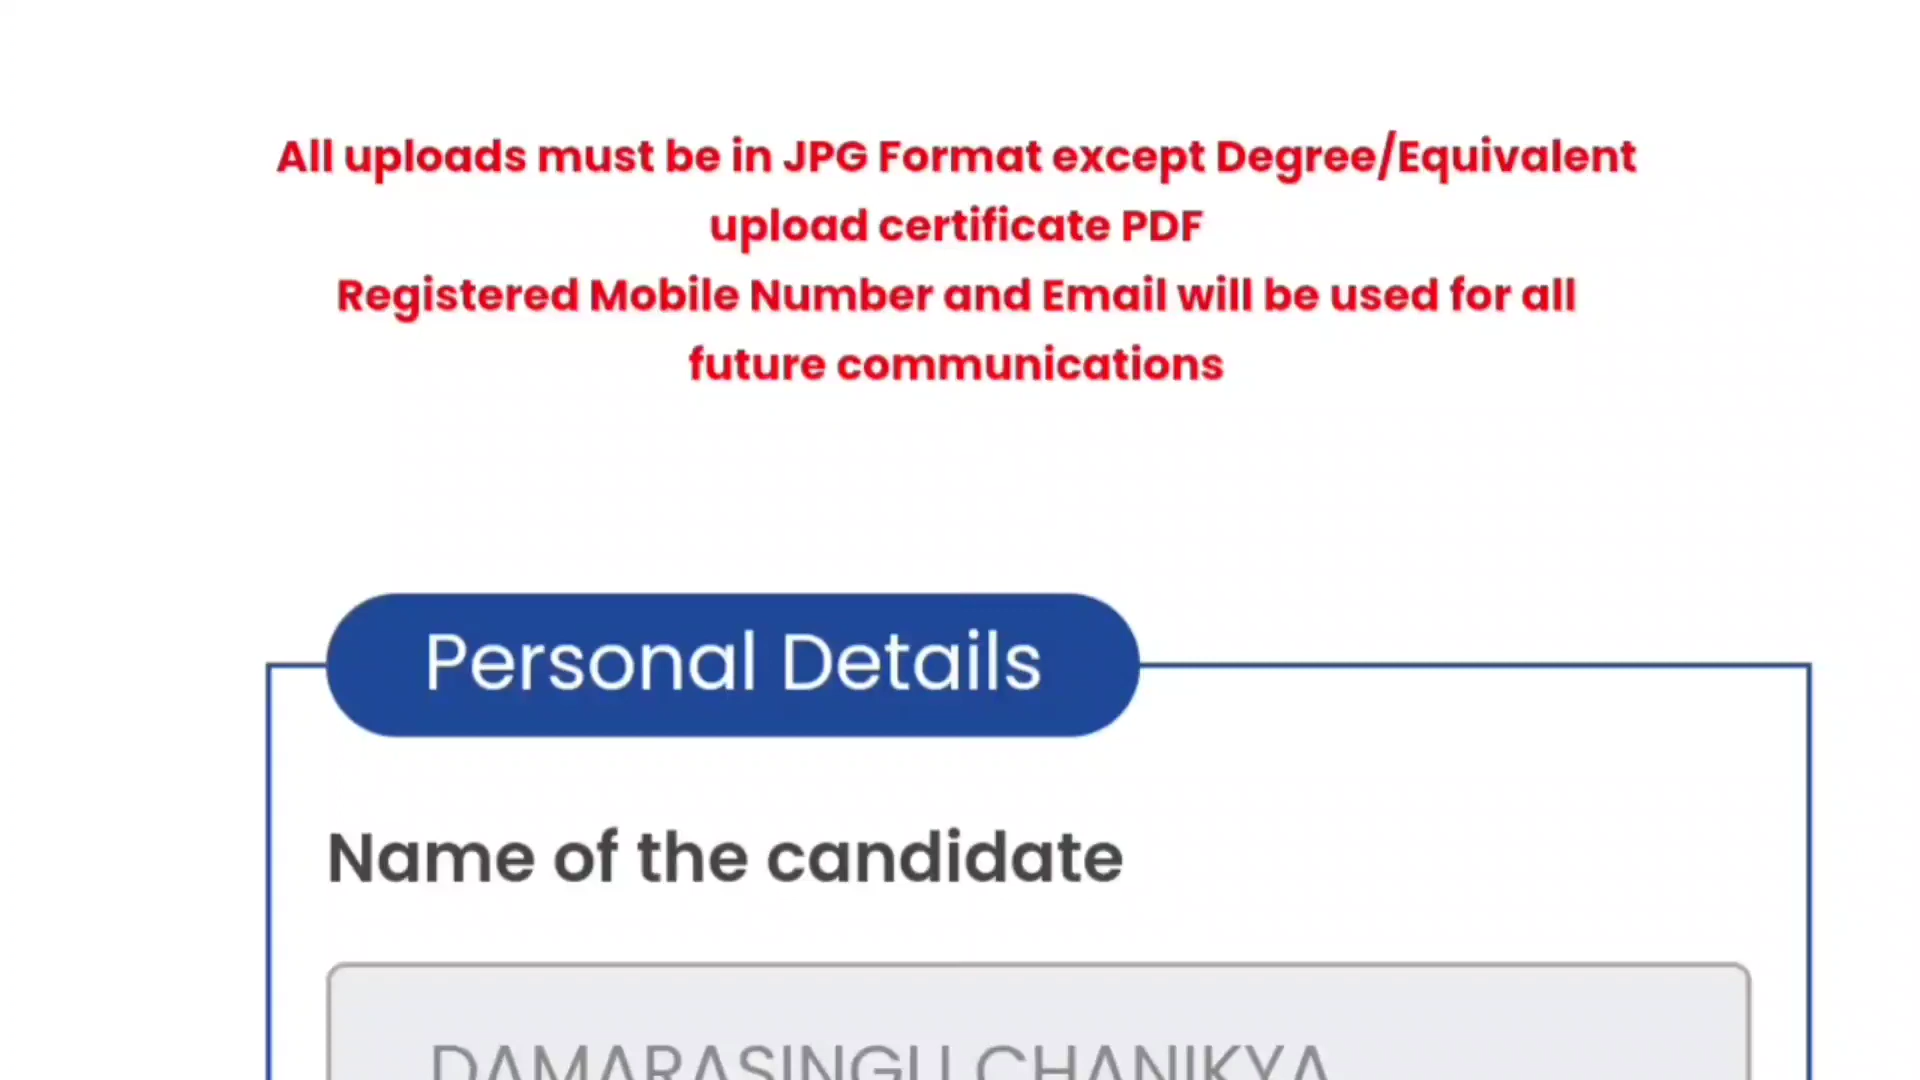 All uploads must be in JPG Format except Degree/Equivalent
upload certificate PDF
Registered Mobile Number and Email will be used for all
future communications
Personal Details
Name of the candidate
DAMARASINGU CHANIKYA